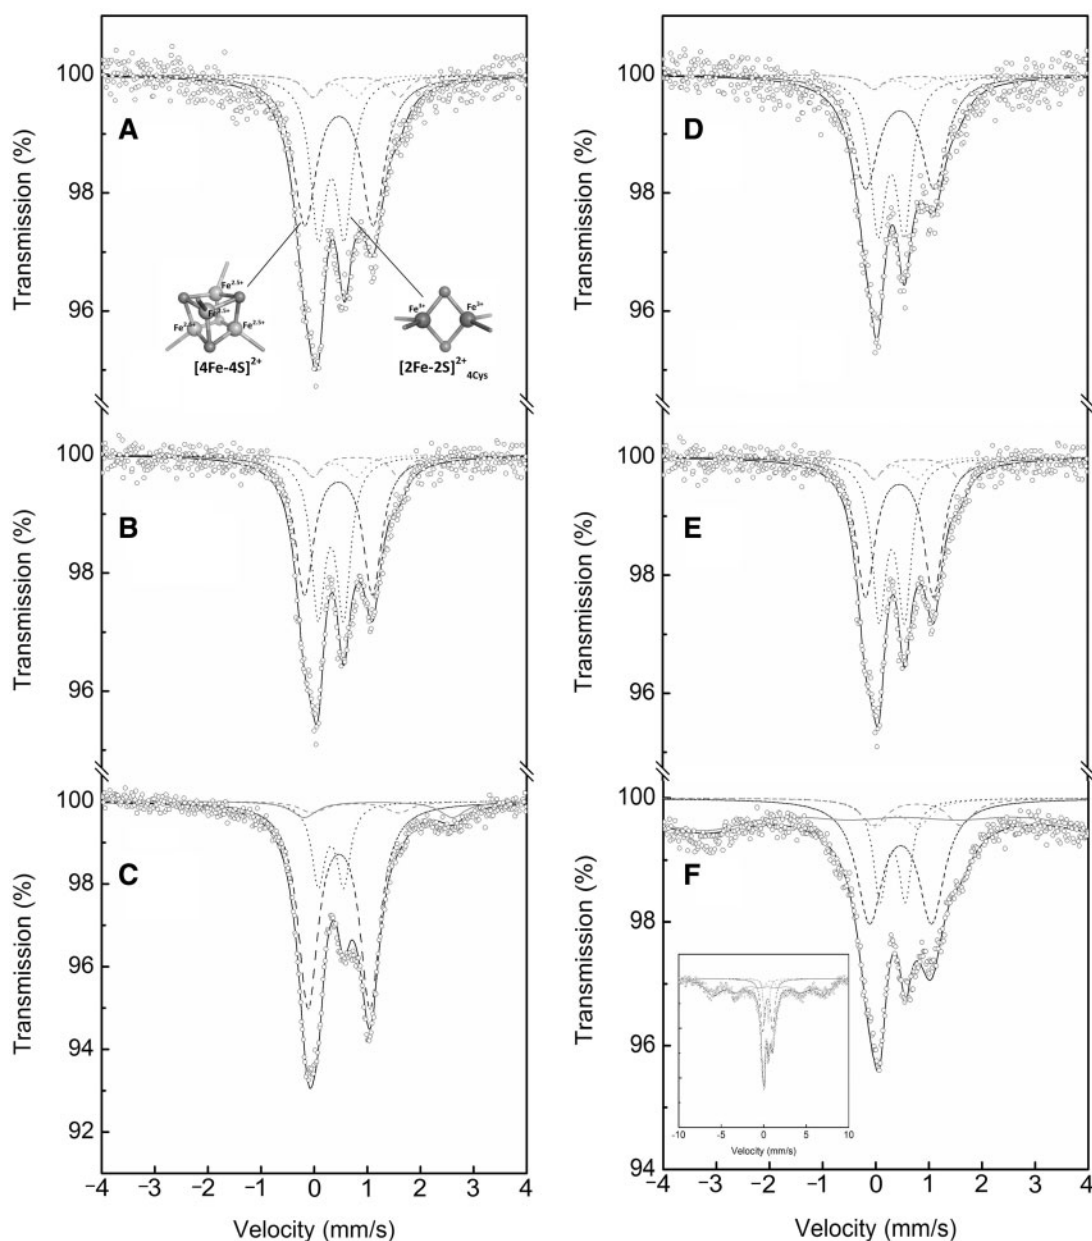 100
98
96
Transmission (%)
A
Fe2.5+
Fe2.5+
Fe2.5+
Fe2.5+
[4Fe-4S]2+
Fe3+
Fe3+
[2Fe-2S]2+ 4Cys
100
98
96
Transmission (%)
B
100
98
96
94
92
Transmission (%)
C
−4 −3 −2 −1 0 1 2 3 4
Velocity (mm/s)
100
98
96
Transmission (%)
D
100
98
96
Transmission (%)
E
100
98
96
94
Transmission (%)
F
-10 -5 0 5 10
Velocity (mm/s)
−4 −3 −2 −1 0 1 2 3 4
Velocity (mm/s)